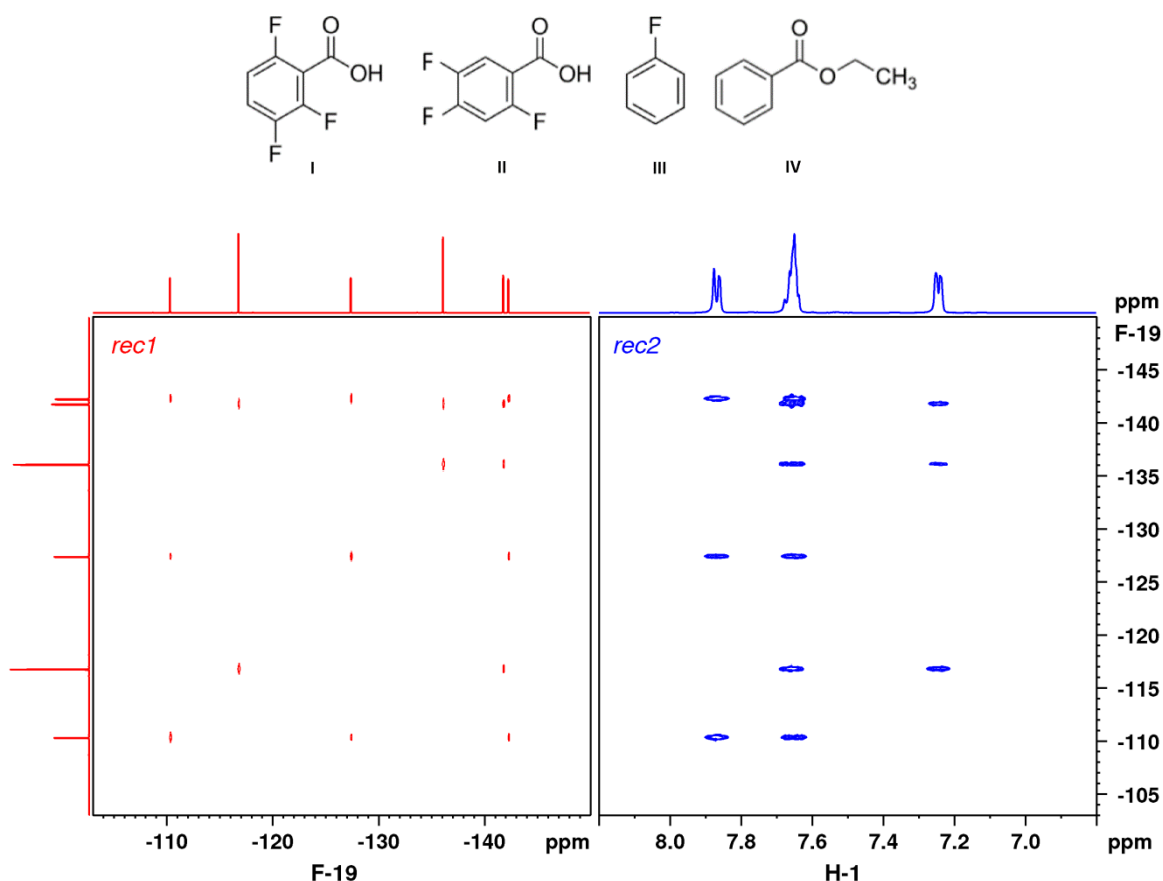 F
O
OH
F
F
I
F
F
O
OH
F
II
F
III
O
O
CH3
IV
rec1
rec2
ppm
F-19
-145
-140
-135
-130
-125
-120
-115
-110
-105
-110 -120 -130 -140 ppm
F-19
8.0 7.8 7.6 7.4 7.2 7.0 ppm
H-1